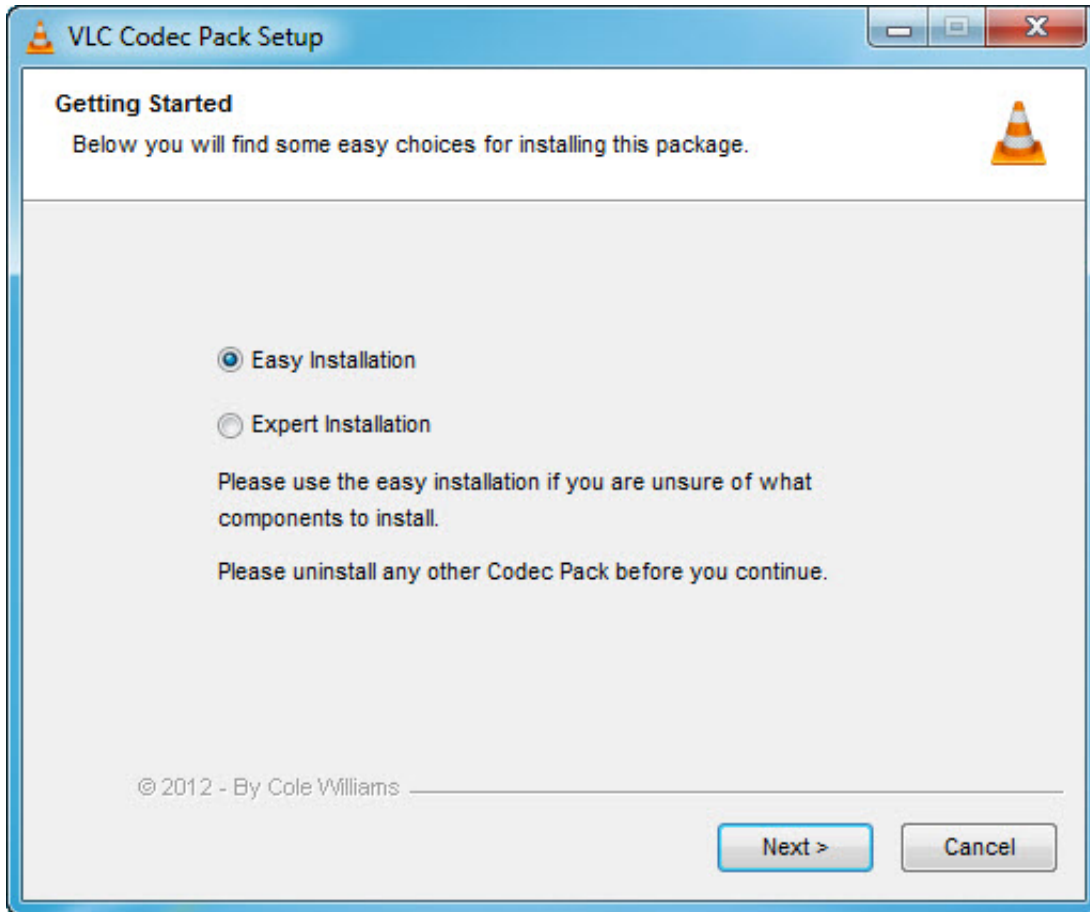 VLC Codec Pack Setup
Getting Started
Below you will find some easy choices for installing this package.
Easy Installation
Expert Installation
Please use the easy installation if you are unsure of what
components to install.
Please uninstall any other Codec Pack before you continue.
© 2012 - By Cole Williams
Next >
Cancel